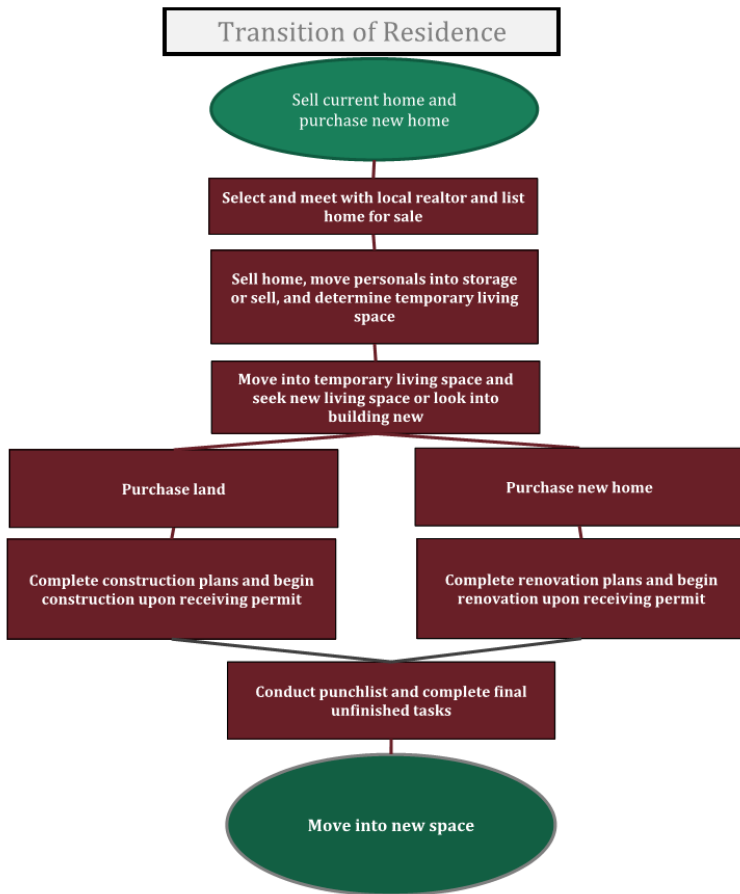 Transition of Residence
Sell current home and
purchase new home
Select and meet with local realtor and list
home for sale
Sell home, move personals into storage
or sell, and determine temporary living
space
Move into temporary living space and
seek new living space or look into
building new
Purchase land
Purchase new home
Complete construction plans and begin
construction upon receiving permit
Complete renovation plans and begin
renovation upon receiving permit
Conduct punchlist and complete final
unfinished tasks
Move into new space